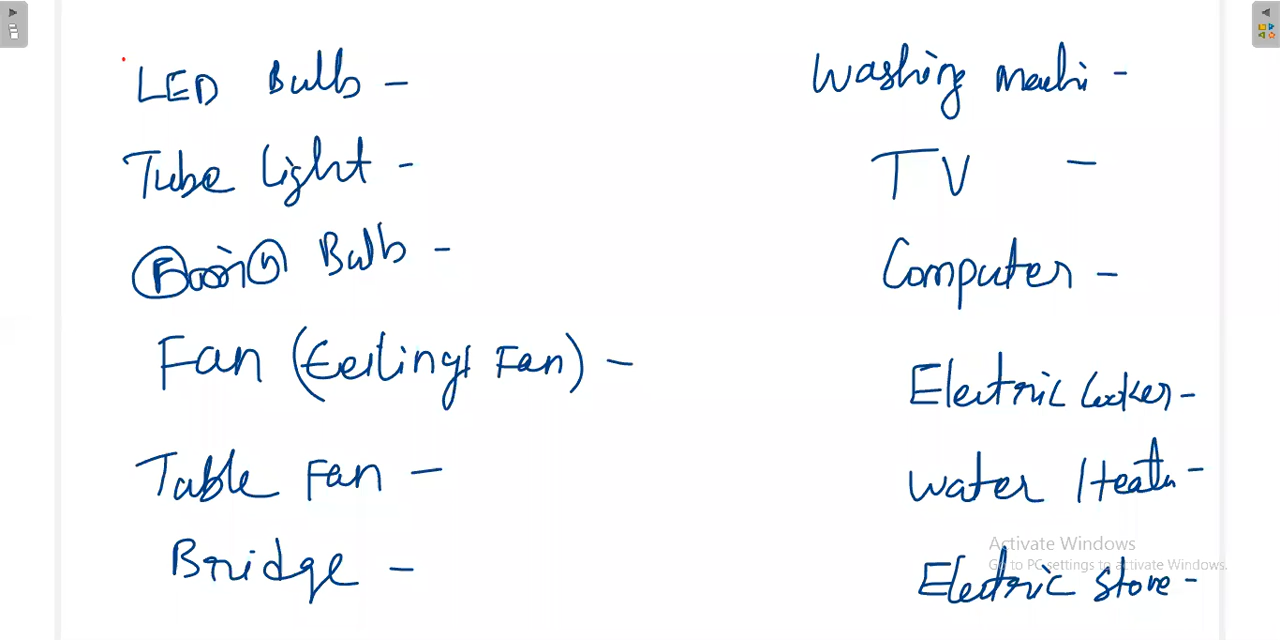 LED Bulb -
Tube Light -
Bulb -
Fan (Ceiling Fan) -
Table Fan -
Bridge -
Washing Machi -
TV -
Computer -
Electric Cooker -
Water Heater -
Electric Stove -
Activate Windows
Go to PC settings to activate Windows.